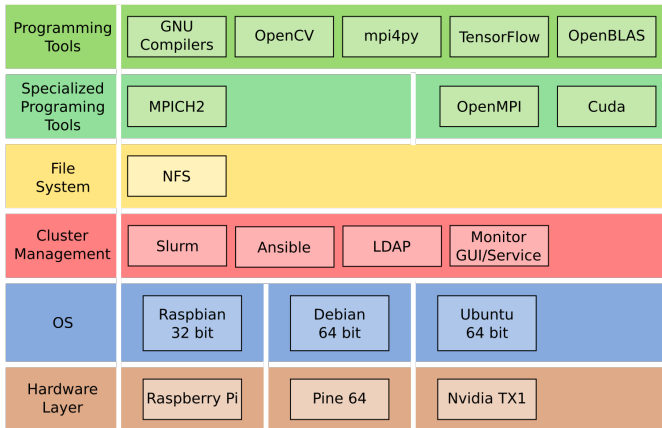 Programming
Tools
GNU
Compilers
OpenCV
mpi4py
TensorFlow
OpenBLAS
Specialized
Programing
Tools
MPICH2
OpenMPI
Cuda
File
System
NFS
Cluster
Management
Slurm
Ansible
LDAP
Monitor
GUI/Service
OS
Raspbian
32 bit
Debian
64 bit
Ubuntu
64 bit
Hardware
Layer
Raspberry Pi
Pine 64
Nvidia TX1